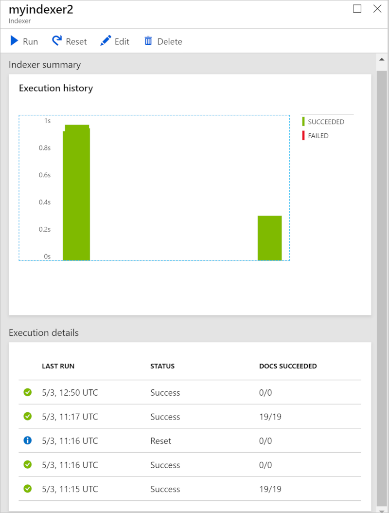 myindexer2
Indexer
Run Reset Edit Delete
Indexer summary
Execution history
1s
0.8s
0.6s
0.4s
0.2s
0s
SUCCEEDED
FAILED
Execution details
LAST RUN STATUS DOCS SUCCEEDED
5/3, 12:50 UTC Success 0/0
5/3, 11:17 UTC Success 19/19
5/3, 11:16 UTC Reset 0/0
5/3, 11:16 UTC Success 0/0
5/3, 11:15 UTC Success 19/19